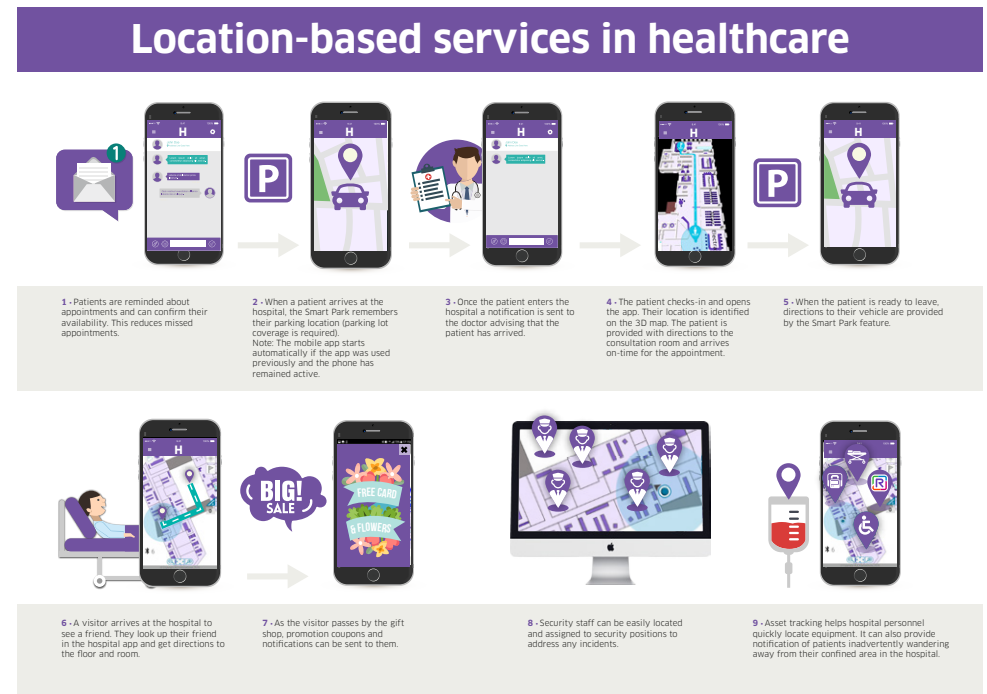 Location-based services in healthcare
1
H
P
H
H
H
P
H
1 • Patients are reminded about
appointments and can confirm their
availability. This reduces missed
appointments.
2 • When a patient arrives at the
hospital, the Smart Park remembers
their parking location (parking lot
coverage is required).
Note: The mobile app starts
automatically if the app was used
previously and the phone has
remained active.
3 • Once the patient enters the
hospital a notification is sent to
the doctor advising that the
patient has arrived.
4 • The patient checks-in and opens
the app. Their location is identified
on the 3D map. The patient is
provided with directions to the
consultation room and arrives
on-time for the appointment.
5 • When the patient is ready to leave,
directions to their vehicle are provided
by the Smart Park feature.
H
BIG!
SALE
FREE CARD
& FLOWERS
R
6 • A visitor arrives at the hospital to
see a friend. They look up their friend
in the hospital app and get directions to
the floor and room.
7 • As the visitor passes by the gift
shop, promotion coupons and
notifications can be sent to them.
8 • Security staff can be easily located
and assigned to security positions to
address any incidents.
9 • Asset tracking helps hospital personnel
quickly locate equipment. It can also provide
notification of patients inadvertently wandering
away from their confined area in the hospital.